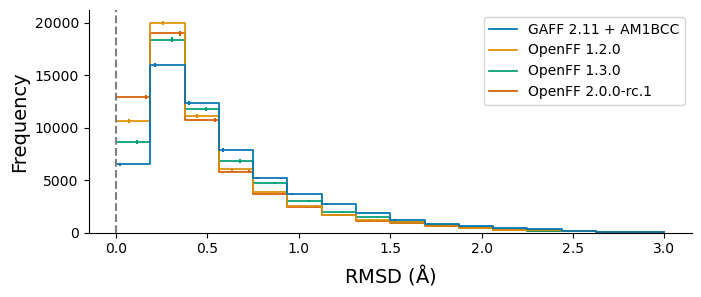 Frequency
20000
15000
10000
5000
0
GAFF 2.11 + AM1BCC
OpenFF 1.2.0
OpenFF 1.3.0
OpenFF 2.0.0-rc.1
0.0 0.5 1.0 1.5 2.0 2.5 3.0
RMSD (Å)